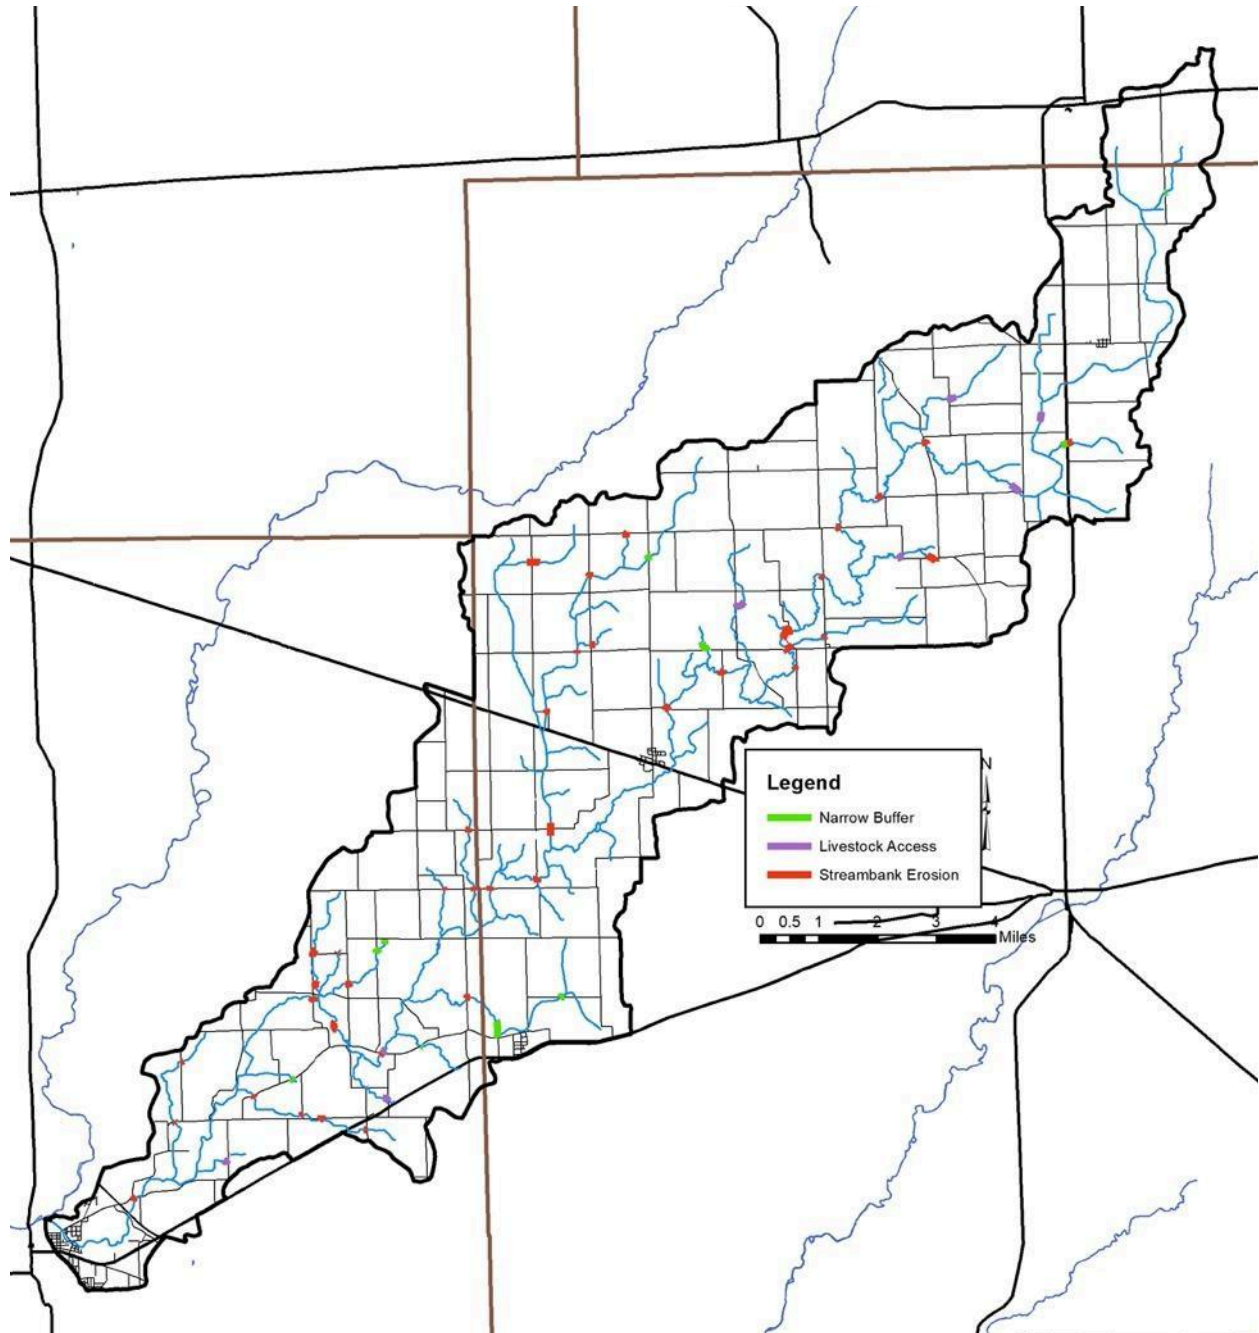 Legend
N
Narrow Buffer
Livestock Access
Streambank Erosion
0 0.5 1 2 3 4
Miles